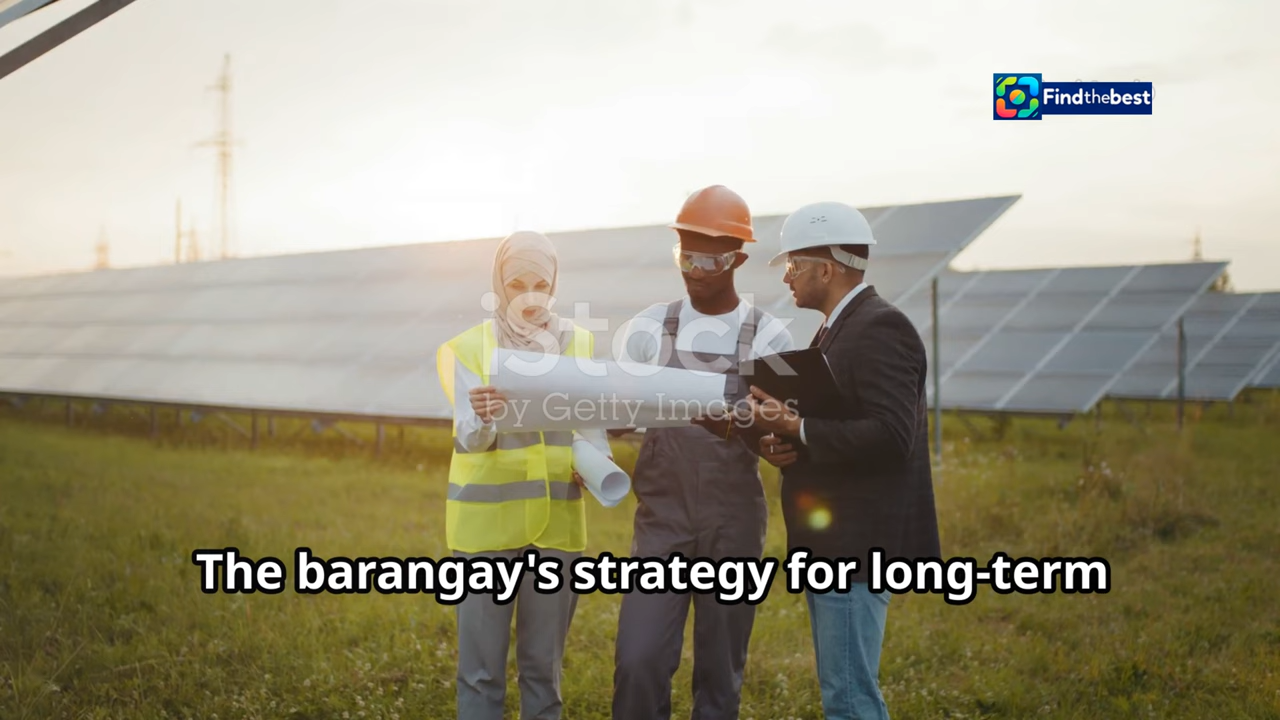 Findthebest
iStock
by Getty Images
The barangay's strategy for long-term